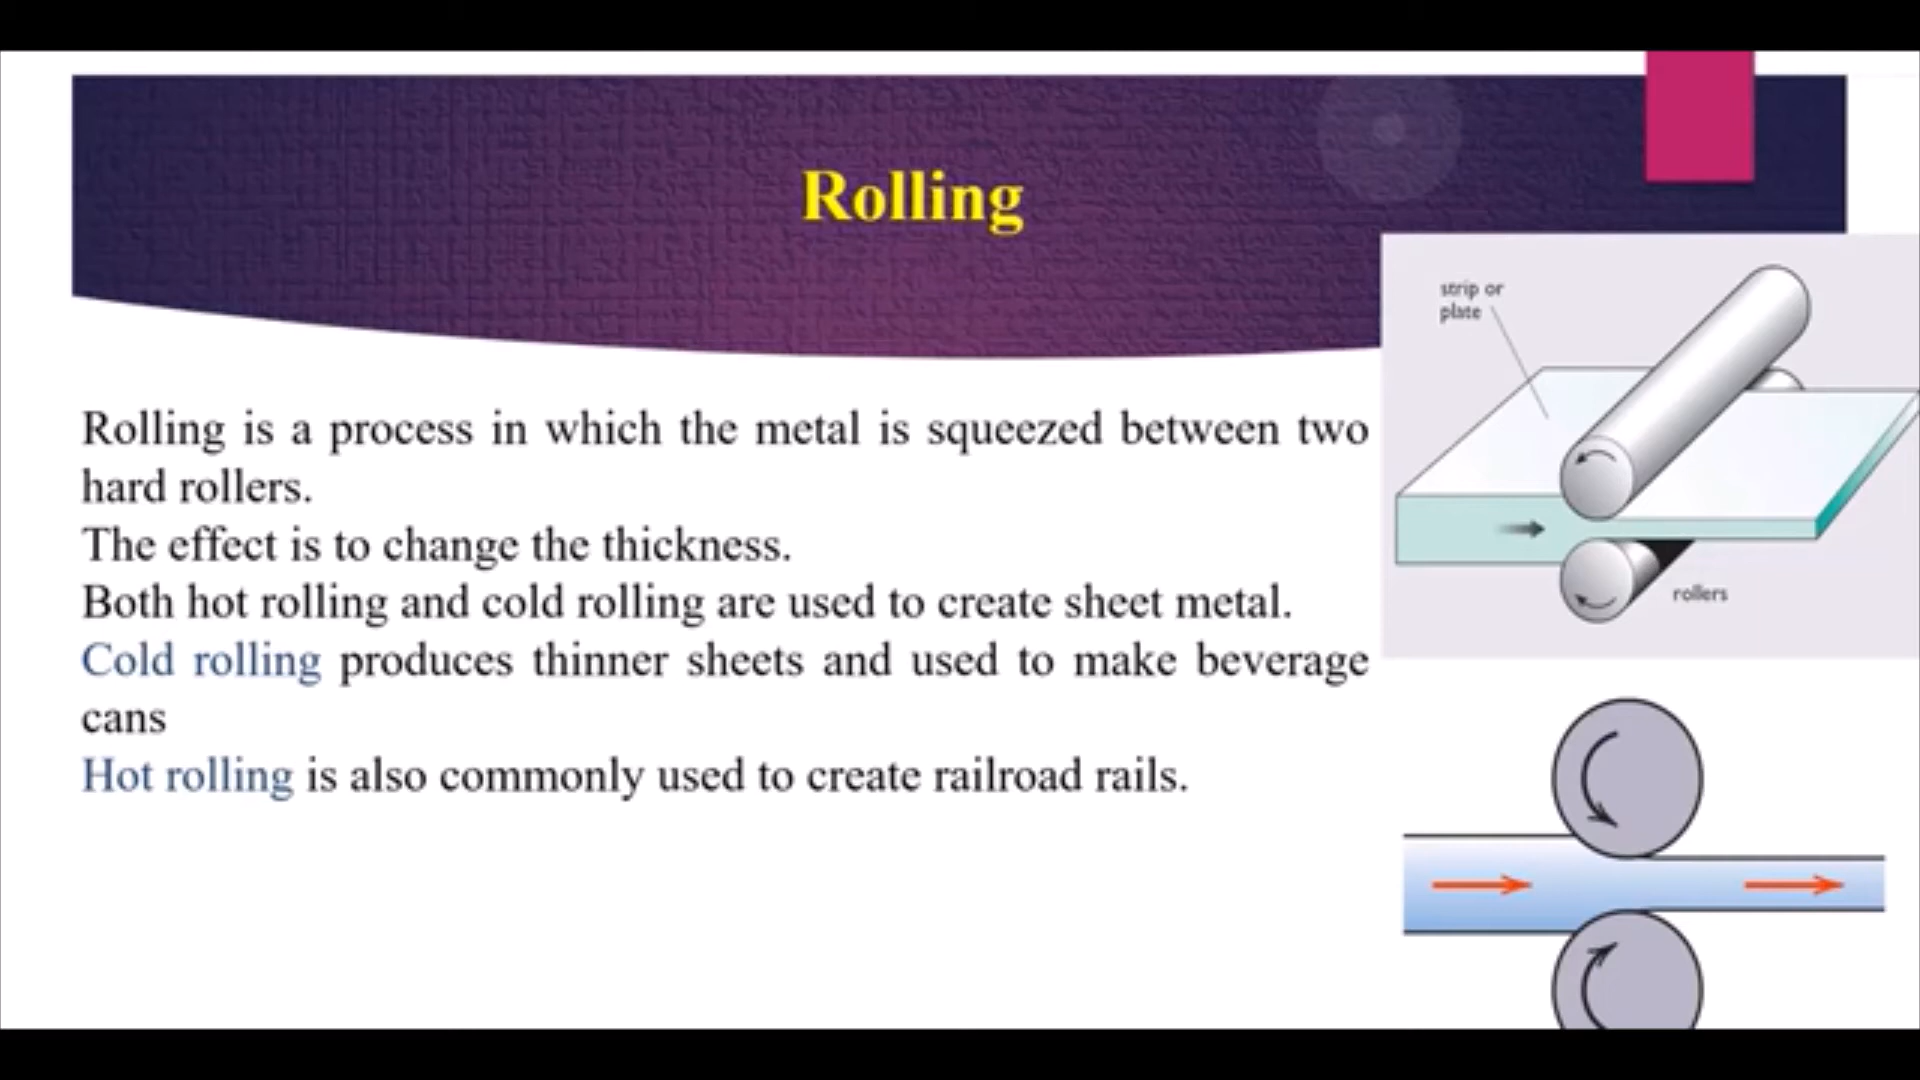 Rolling
strip or
plate
rollers
Rolling is a process in which the metal is squeezed between two
hard rollers.
The effect is to change the thickness.
Both hot rolling and cold rolling are used to create sheet metal.
Cold rolling produces thinner sheets and used to make beverage
cans
Hot rolling is also commonly used to create railroad rails.